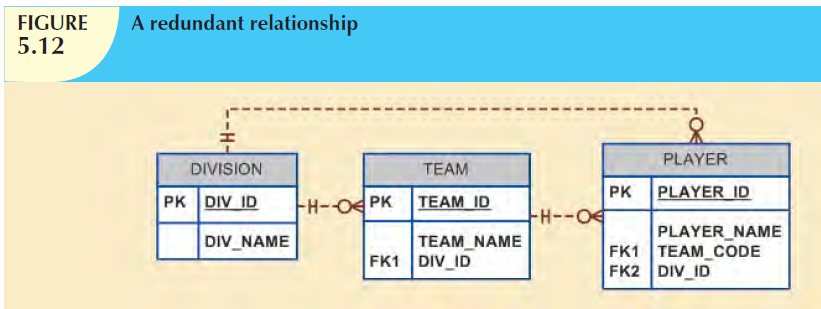 FIGURE
5.12
A redundant relationship
DIVISION
PK DIV_ID
DIV_NAME
TEAM
PK TEAM_ID
TEAM_NAME
FK1 DIV_ID
PLAYER
PK PLAYER_ID
PLAYER_NAME
FK1 TEAM_CODE
FK2 DIV_ID